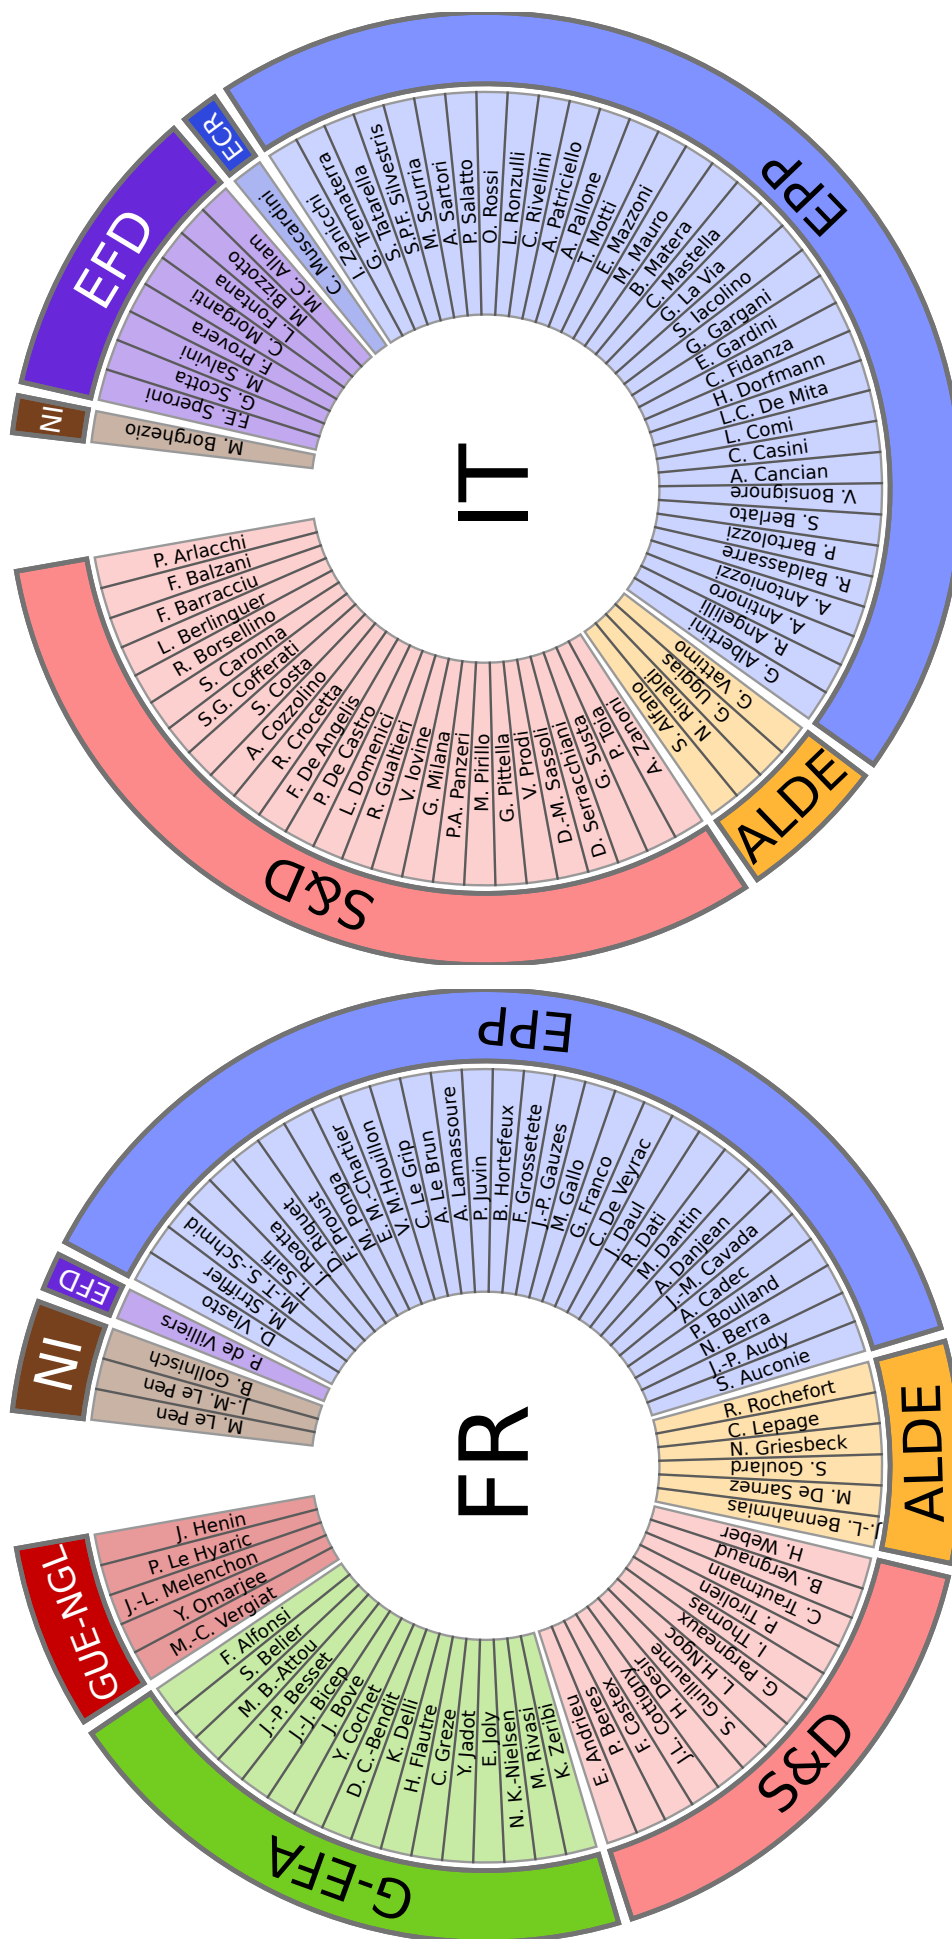 IT
NI
M. Borghezio
EFD
F.E. Speroni
G. Scotta
M. Salvini
F. Provera
C. Morganti
L. Fontana
M. Bizzotto
M.C. Allam
ECR
C. Muscardini
EPP
I. Zanicchi
G. Trematerra
S. Tatarella
S.P.F. Silvestris
M. Scurria
A. Sartori
P. Salatto
O. Rossi
L. Ronzulli
C. Rivellini
A. Patriciello
A. Pallone
T. Motti
E. Mazzoni
M. Mauro
B. Matera
C. Mastella
G. La Via
S. Iacolino
G. Gargani
E. Gardini
C. Fidanza
H. Dorfmann
L.C. De Mita
L. Comi
C. Casini
A. Cancian
V. Bonsignore
S. Berlato
P. Bartolozzi
R. Baldassarre
A. Antoniozzi
A. Antinoro
R. Angelilli
G. Albertini
ALDE
G. Vattimo
G. Uggias
N. Rinaldi
S. Alfano
S&D
A. Zanoni
P. Toia
G. Susta
D. Serracchiani
D.-M. Sassoli
V. Prodi
G. Pittella
M. Pirillo
P.A. Panzeri
G. Milana
V. Iovine
R. Gualtieri
L. Domenici
P. De Castro
F. De Angelis
R. Crocetta
A. Cozzolino
S. Costa
S.G. Cofferati
S. Caronna
R. Borsellino
L. Berlinguer
F. Barracciu
F. Balzani
P. Arlacchi
FR
NI
M. Le Pen
J.-M. Le Pen
B. Gollnisch
EFD
P. de Villiers
EPP
D. Vlasto
M. Striffler
M.-T. S.-Schmid
T. Saifi
J. Roatta
D. Riquet
F. Proust
M. Ponga
E. M.-Chartier
V. M.Houillon
C. Le Grip
A. Le Brun
A. Lamassoure
P. Juvin
B. Hortefeux
F. Grossetete
J.-P. Gauzes
M. Gallo
G. Franco
C. De Veyrac
J. Daul
R. Dati
M. Dantin
A. Danjean
J.-M. Cavada
A. Cadec
P. Boulland
N. Berra
J.-P. Audy
S. Auconie
ALDE
R. Rochefort
C. Lepage
N. Griesbeck
S. Goulard
M. De Sarnez
J.-L. Bennahmias
S&D
H. Weber
B. Vergnaud
C. Trautmann
P. Tirolien
I. Thomas
G. Pargneaux
L. H.Ngoc
S. Guillaume
H. Desir
J.L. Cottigny
F. Castex
P. Beres
E. Andrieu
G-EFA
K. Zeribi
M. Rivasi
N. K.-Nielsen
E. Joly
Y. Jadot
C. Greze
H. Flautre
K. Delli
D. C.-Bendit
Y. Cochet
J. Bove
J.-J. Bicep
J.-P. Besset
M. B.-Attou
S. Belier
F. Alfonsi
GUE-NGL
M.-C. Vergiat
Y. Omarjee
J.-L. Melenchon
P. Le Hyaric
J. Henin